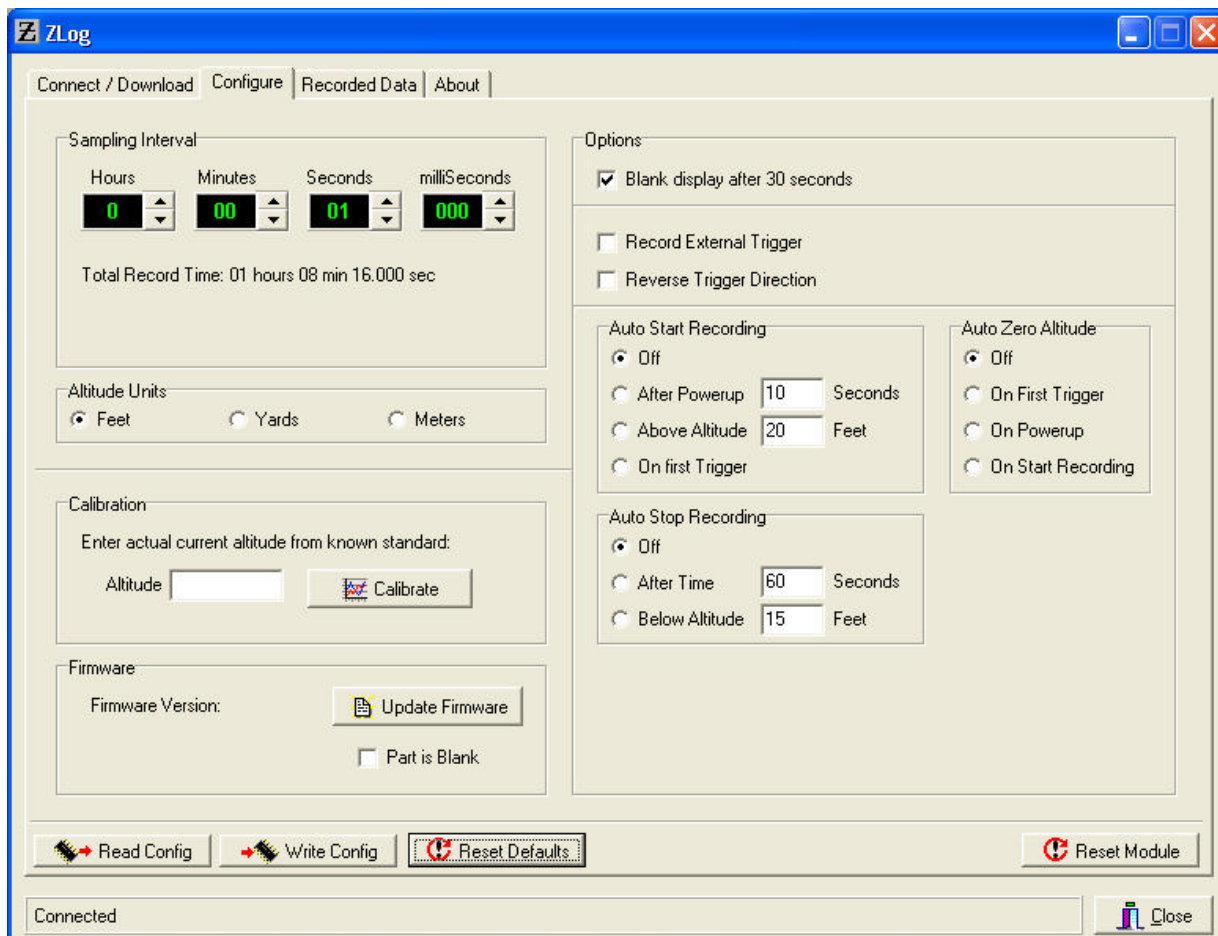 ZLog
Connect / Download Configure Recorded Data About
Sampling Interval
Hours Minutes Seconds milliSeconds
0 00 01 000
Total Record Time: 01 hours 08 min 16.000 sec
Altitude Units
Feet Yards Meters
Calibration
Enter actual current altitude from known standard:
Altitude Calibrate
Firmware
Firmware Version: Update Firmware
Part is Blank
Options
Blank display after 30 seconds
Record External Trigger
Reverse Trigger Direction
Auto Start Recording
Off
After Powerup 10 Seconds
Above Altitude 20 Feet
On first Trigger
Auto Zero Altitude
Off
On First Trigger
On Powerup
On Start Recording
Auto Stop Recording
Off
After Time 60 Seconds
Below Altitude 15 Feet
Read Config Write Config Reset Defaults Reset Module
Connected Close